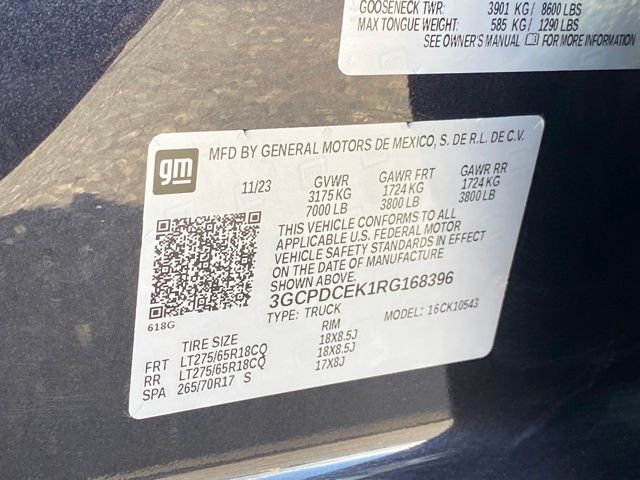 GOOSENECK TWR: 3901 KG/ 8600 LBS
MAX TONGUE WEIGHT: 585 KG/ 1290 LBS
SEE OWNER'S MANUAL FOR MORE INFORMATION
gm
MFD BY GENERAL MOTORS DE MEXICO, S. DE R.L. DE C.V.
11/23 GVWR GAWR FRT GAWR RR
3175 KG 1724 KG 1724 KG
7000 LB 3800 LB 3800 LB
THIS VEHICLE CONFORMS TO ALL
APPLICABLE U.S. FEDERAL MOTOR
VEHICLE SAFETY STANDARDS IN EFFECT
ON THE DATE OF MANUFACTURE
SHOWN ABOVE.
3GCPDCEK1RG168396
TYPE: TRUCK MODEL: 16CK10543
618G
TIRE SIZE RIM
FRT LT275/65R18CQ 18X8.5J
RR LT275/65R18CQ 18X8.5J
SPA 265/70R17 S 17X8J